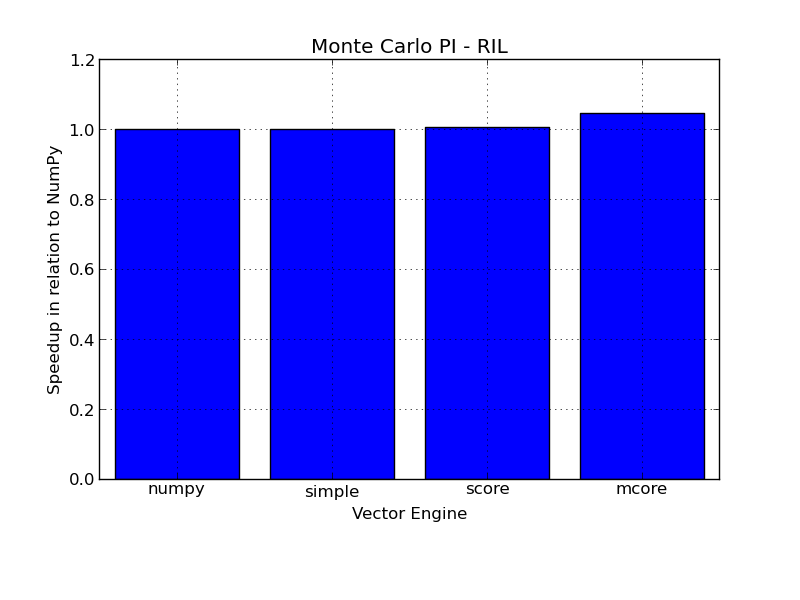 Monte Carlo PI - RIL
1.2
1.0
0.8
0.6
0.4
0.2
0.0
Speedup in relation to NumPy
numpy simple score mcore
Vector Engine